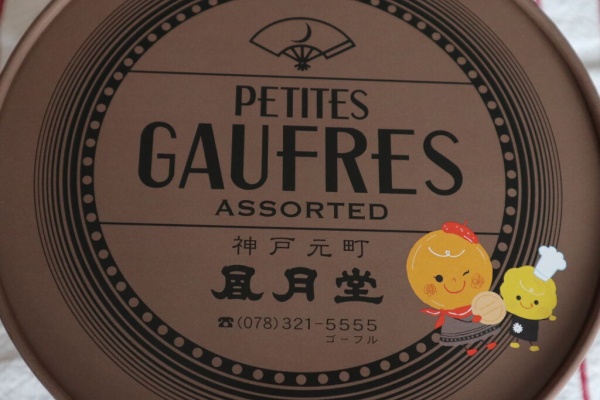 PETITES
GAUFRES
ASSORTED
神戸元町
風月堂
☎(078)321-5555
ゴーフル